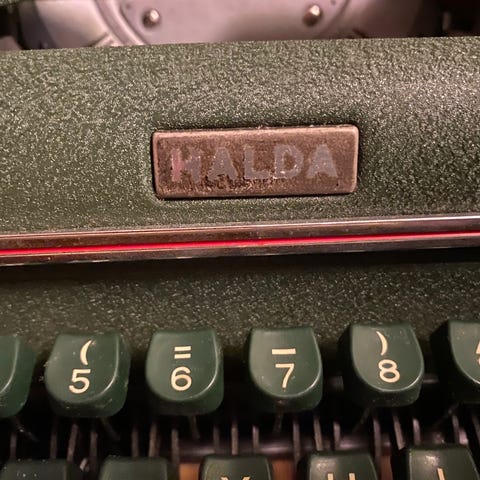 HALDA
( = – )
5 6 7 8